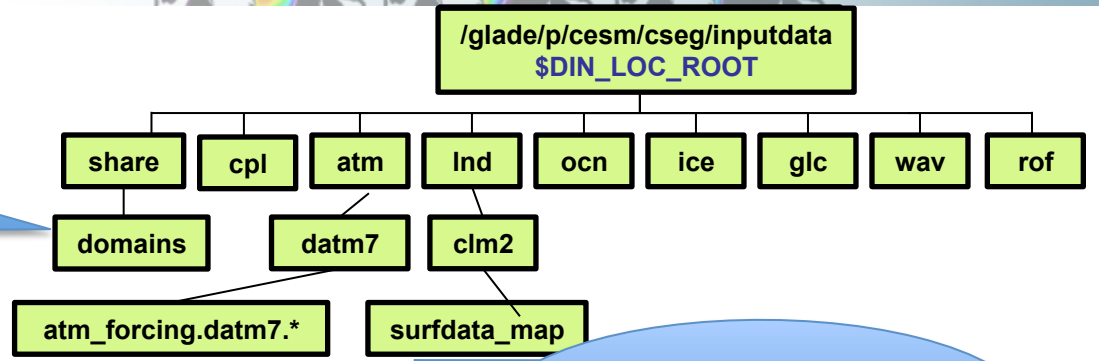 /glade/p/cesm/cseg/inputdata
$DIN_LOC_ROOT
share
cpl
atm
lnd
ocn
ice
glc
wav
rof
domains
datm7
clm2
atm_forcing.datm7.*
surfdata_map